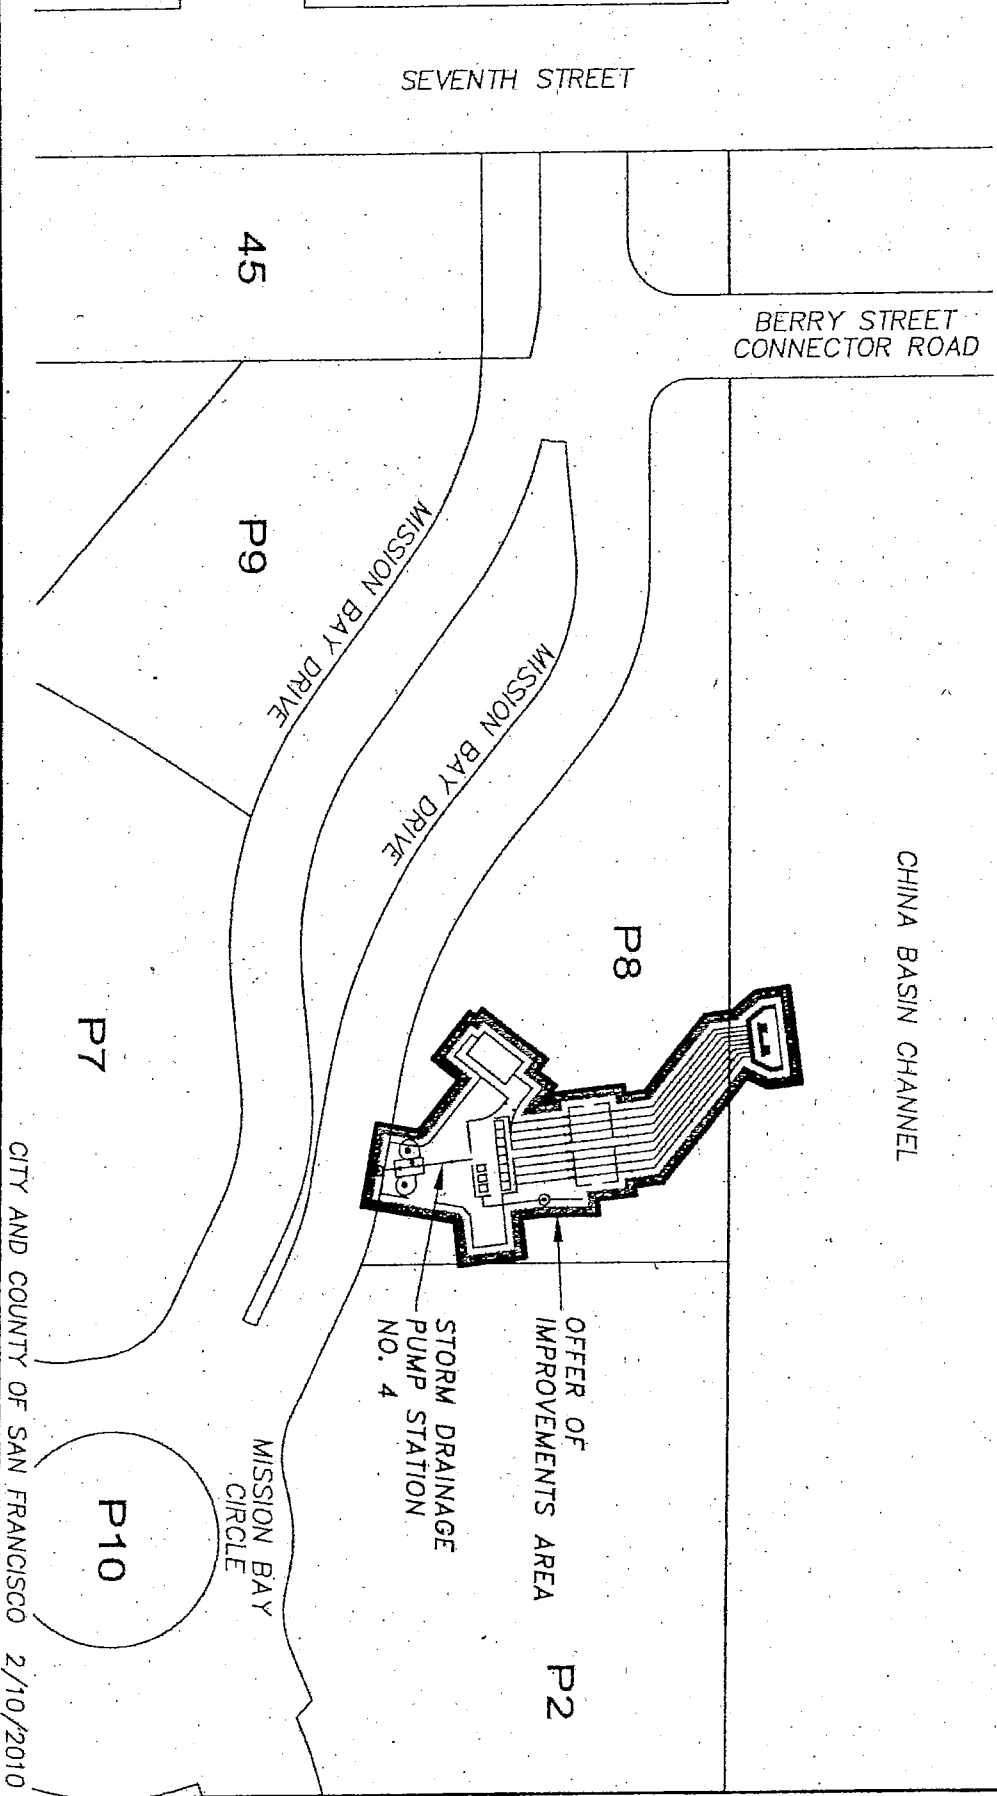 SEVENTH STREET
BERRY STREET
CONNECTOR ROAD
45
P9
MISSION BAY DRIVE
MISSION BAY DRIVE
CHINA BASIN CHANNEL
P8
P7
OFFER OF
IMPROVEMENTS AREA
STORM DRAINAGE
PUMP STATION
NO. 4
MISSION BAY
CIRCLE
P10
P2
CITY AND COUNTY OF SAN FRANCISCO 2/10/2010